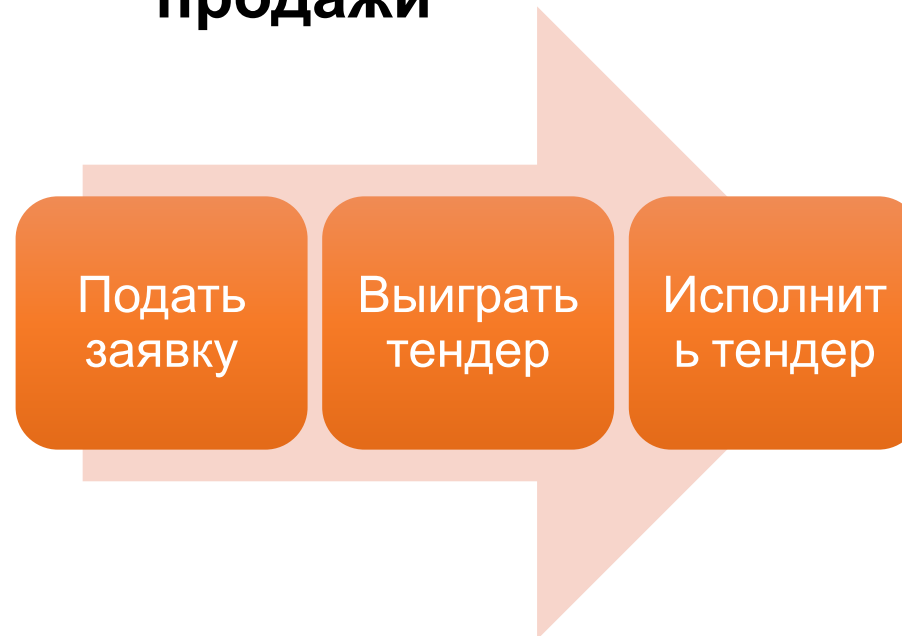 продажи
Подать
заявку
Выиграть
тендер
Исполнит
ь тендер